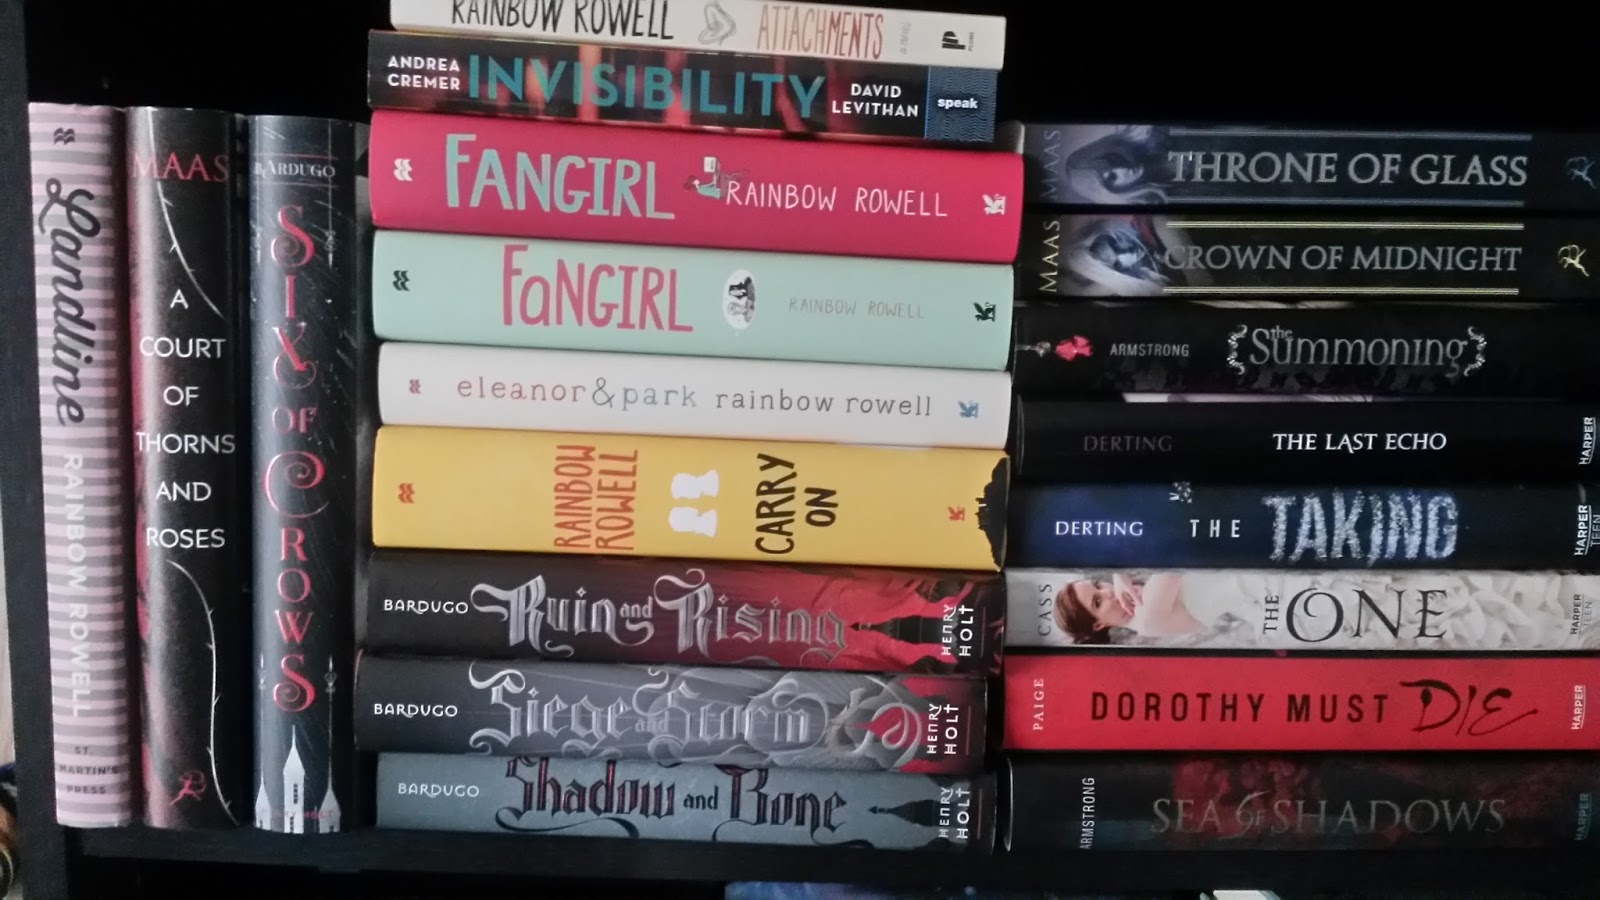 Landline RAINBOW ROWELL ST. MARTIN'S PRESS
MAAS
A
COURT
OF
THORNS
AND
ROSES
BARDUGO
SIX OF CROWS
RAINBOW ROWELL ATTACHMENTS a novel PLUME
ANDREA CREMER INVISIBILITY DAVID LEVITHAN speak
FANGIRL RAINBOW ROWELL
FaNGIRL RAINBOW ROWELL
eleanor & park rainbow rowell
RAINBOW ROWELL CARRY ON
BARDUGO Ruin and Rising HENRY HOLT
BARDUGO Siege and Storm HENRY HOLT
BARDUGO Shadow and Bone HENRY HOLT
MAAS THRONE OF GLASS
MAAS CROWN OF MIDNIGHT
ARMSTRONG the Summoning
DERTING THE LAST ECHO HARPER
DERTING THE TAKING HARPER TEEN
CASS THE ONE HARPER TEEN
PAIGE DOROTHY MUST DIE HARPER
ARMSTRONG SEA OF SHADOWS HARPER